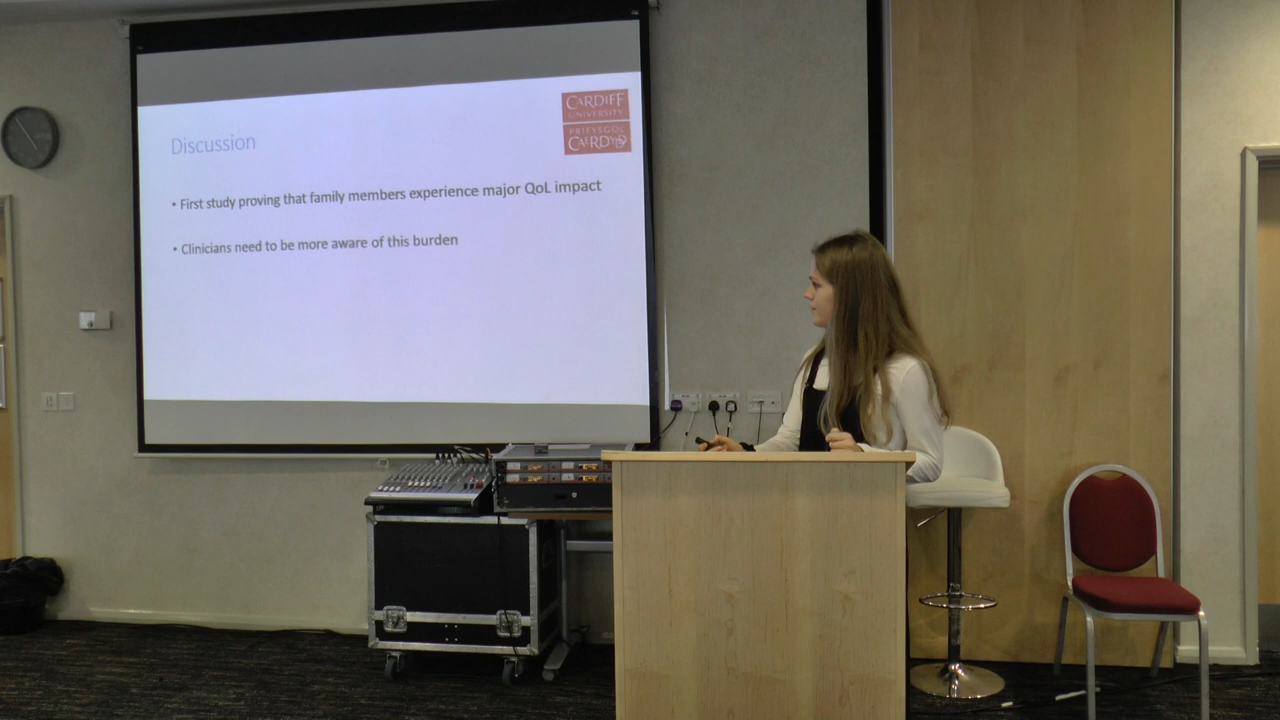 Discussion
CARDIFF
UNIVERSITY
PRIFYSGOL
CAERDYDD
• First study proving that family members experience major QoL impact
• Clinicians need to be more aware of this burden